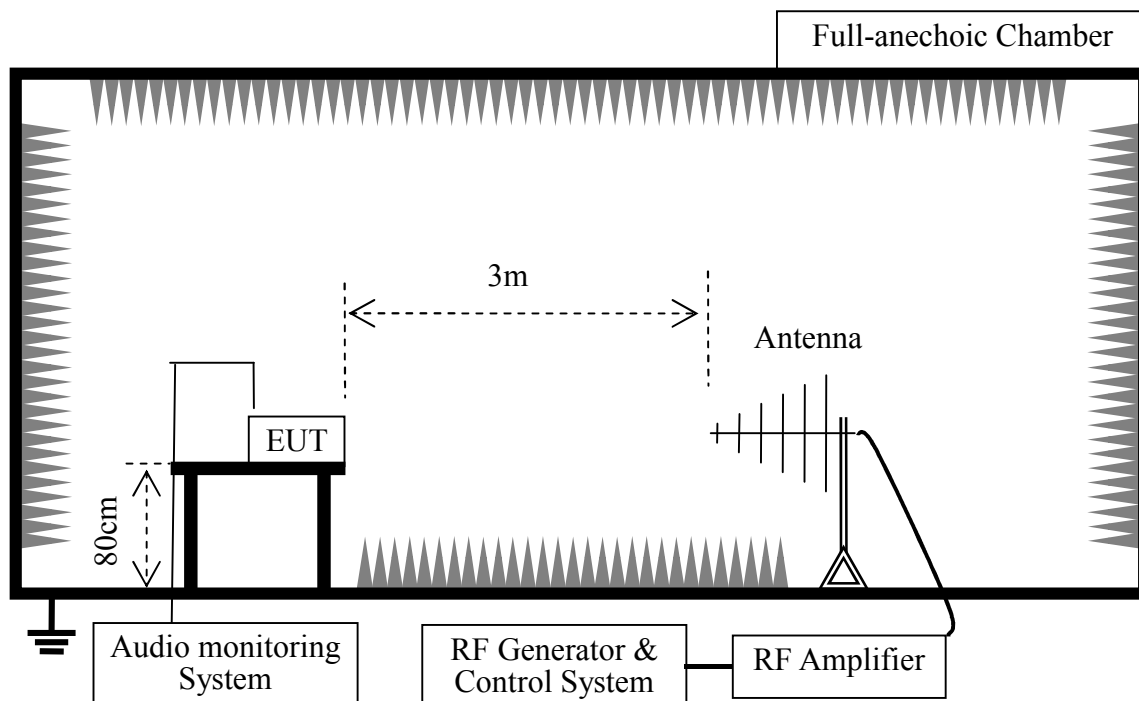 Full-anechoic Chamber
3m
Antenna
EUT
80cm
Audio monitoring
System
RF Generator &
Control System
RF Amplifier